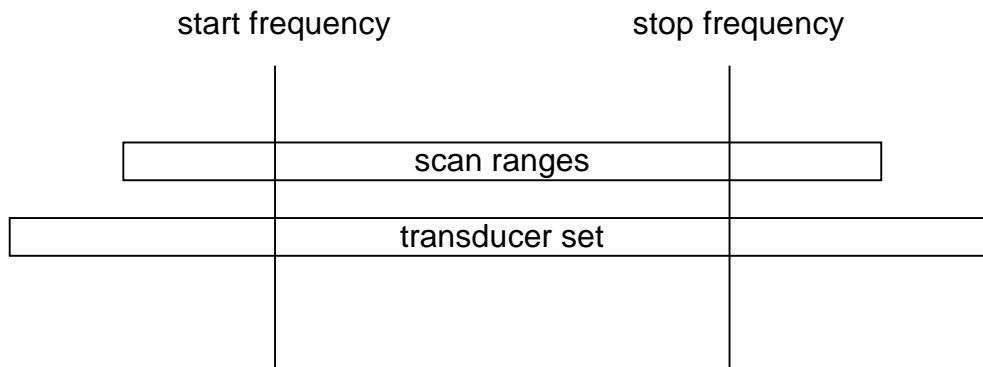 start frequency stop frequency
scan ranges
transducer set